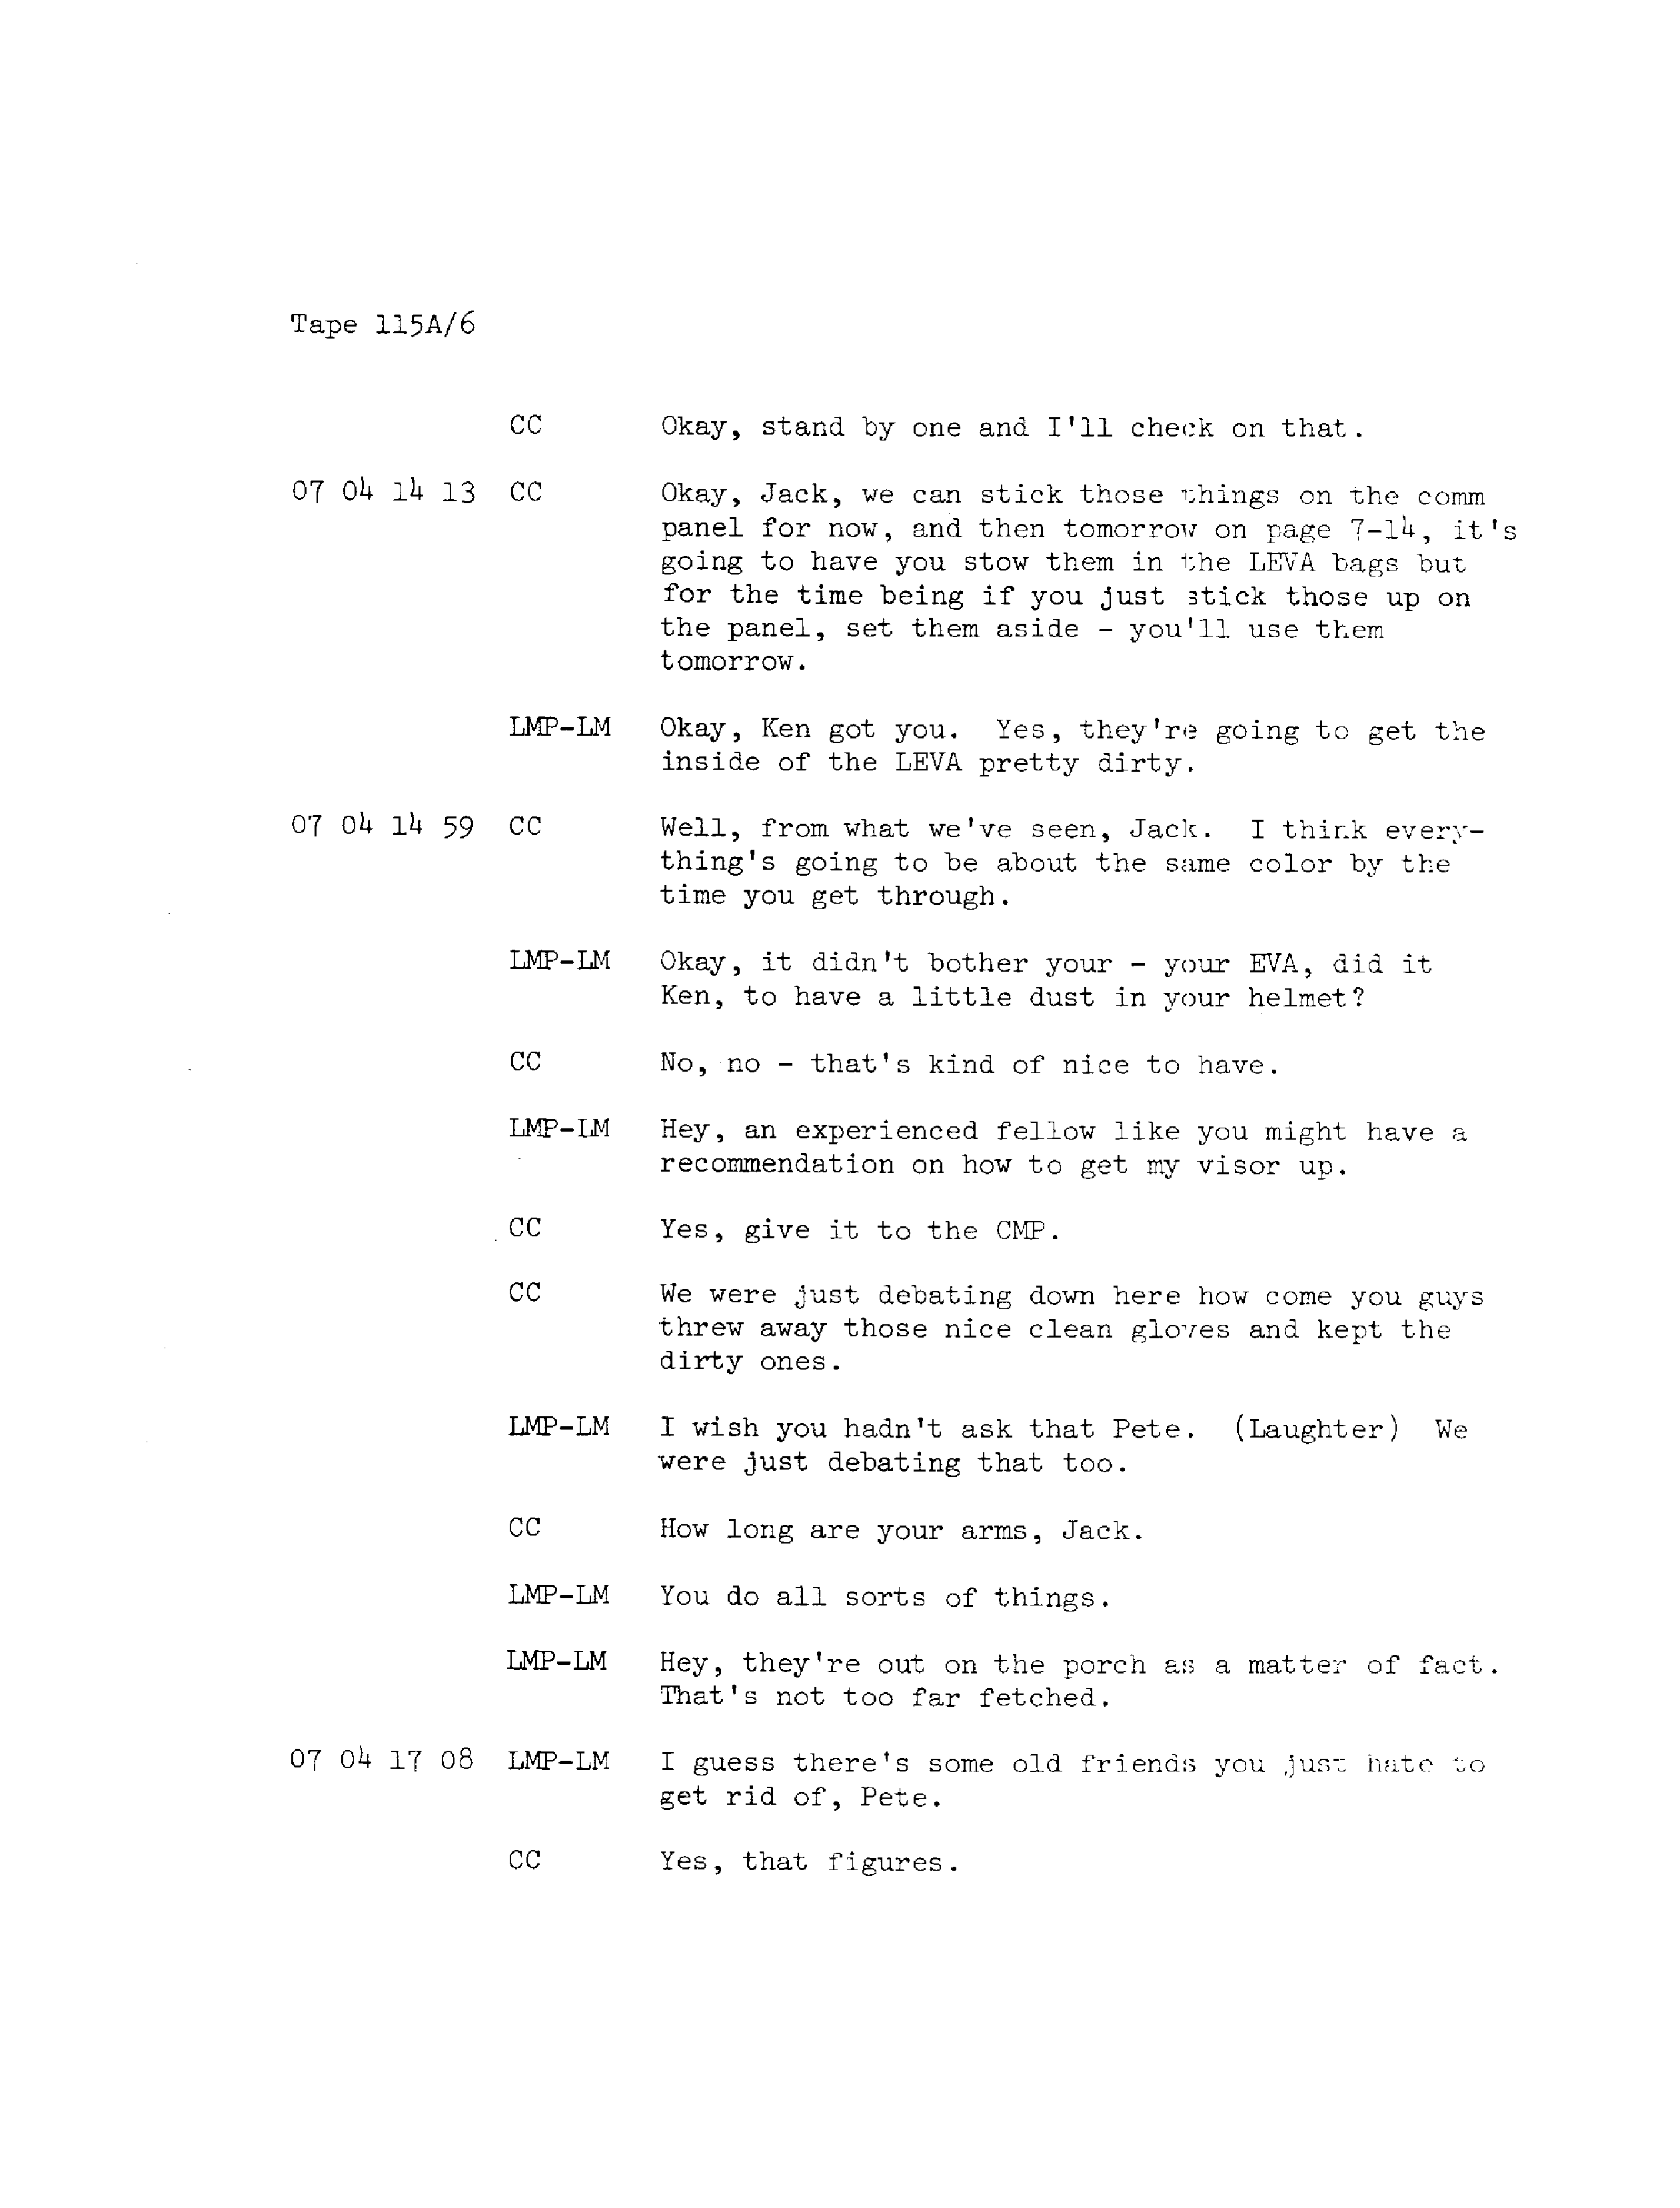 Tape 115A/6
CC Okay, stand by one and I'll check on that.
07 04 14 13 CC Okay, Jack, we can stick those things on the comm
panel for now, and then tomorrow on page 7-14, it's
going to have you stow them in the LEVA bags but
for the time being if you just stick those up on
the panel, set them aside - you'll use them
tomorrow.
LMP-LM Okay, Ken got you. Yes, they're going to get the
inside of the LEVA pretty dirty.
07 04 14 59 CC Well, from what we've seen, Jack. I think every-
thing's going to be about the same color by the
time you get through.
LMP-LM Okay, it didn't bother your - your EVA, did it
Ken, to have a little dust in your helmet?
CC No, no - that's kind of nice to have.
LMP-LM Hey, an experienced fellow like you might have a
recommendation on how to get my visor up.
CC Yes, give it to the CMP.
CC We were just debating down here how come you guys
threw away those nice clean gloves and kept the
dirty ones.
LMP-LM I wish you hadn't ask that Pete. (Laughter) We
were just debating that too.
CC How long are your arms, Jack.
LMP-LM You do all sorts of things.
LMP-LM Hey, they're out on the porch as a matter of fact.
That's not too far fetched.
07 04 17 08 LMP-LM I guess there's some old friends you just hate to
get rid of, Pete.
CC Yes, that figures.